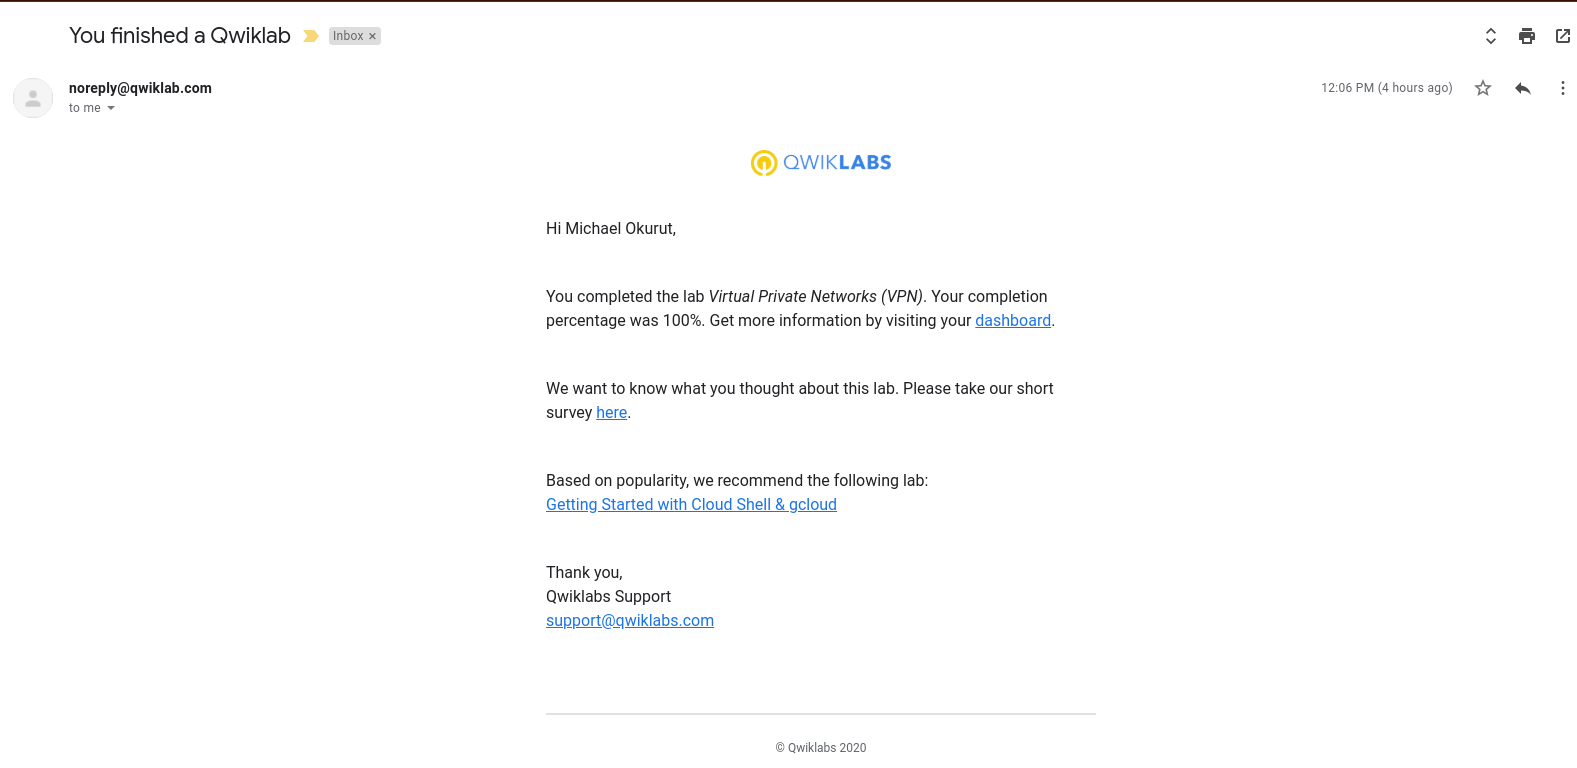 You finished a Qwiklab Inbox ×
noreply@qwiklab.com 12:06 PM (4 hours ago)
to me
QWIKLABS
Hi Michael Okurut,
You completed the lab Virtual Private Networks (VPN). Your completion
percentage was 100%. Get more information by visiting your dashboard.
We want to know what you thought about this lab. Please take our short
survey here.
Based on popularity, we recommend the following lab:
Getting Started with Cloud Shell & gcloud
Thank you,
Qwiklabs Support
support@qwiklabs.com
© Qwiklabs 2020